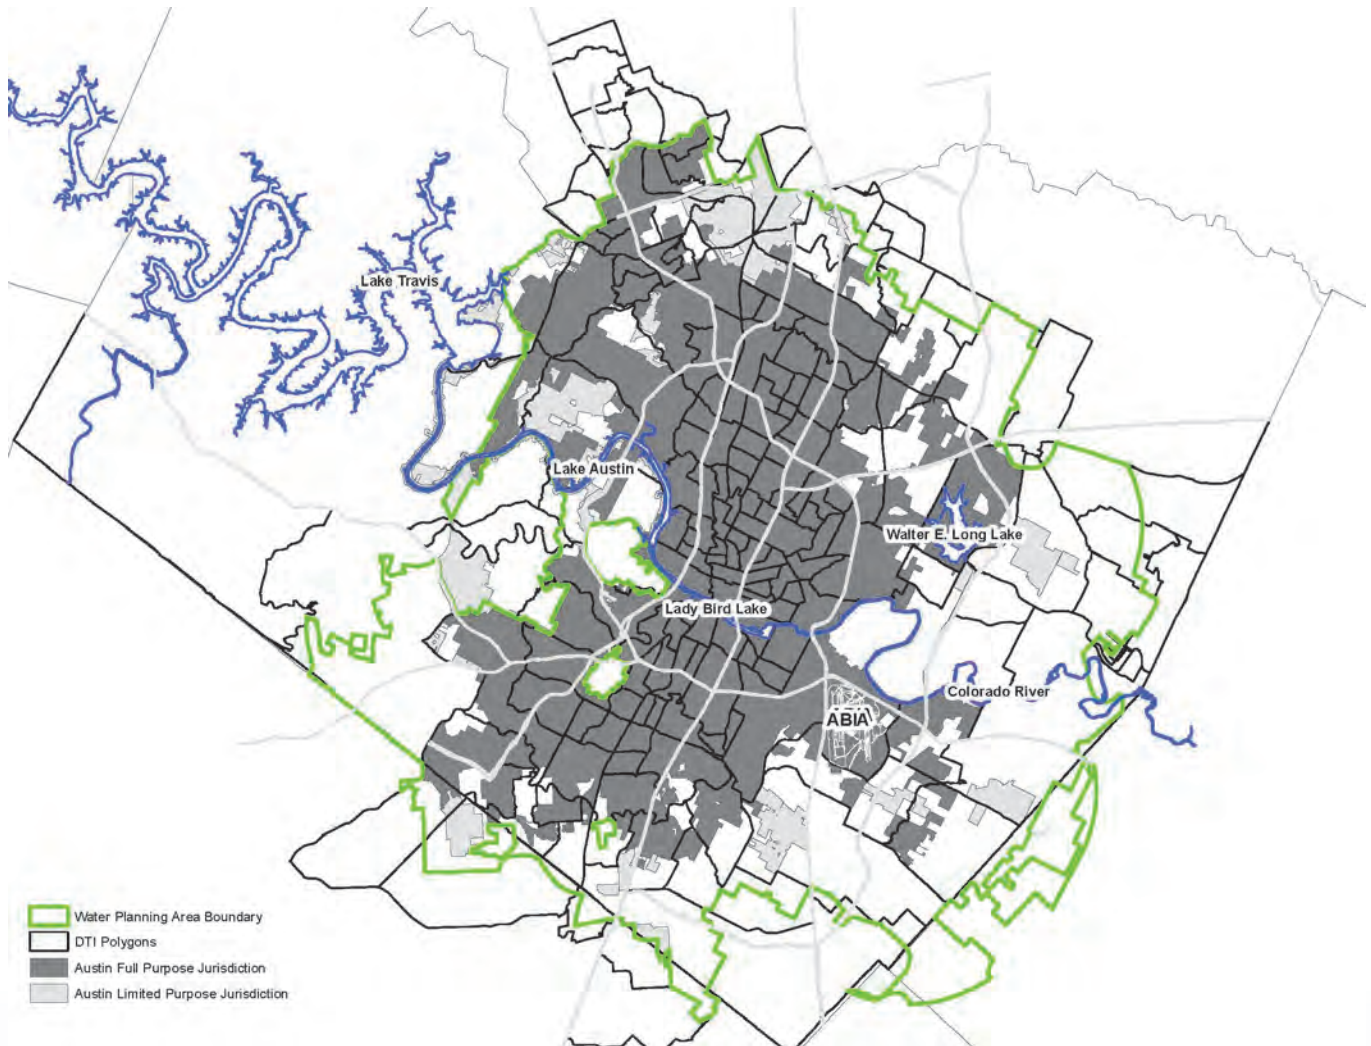 Lake Travis
Lake Austin
Walter E. Long Lake
Lady Bird Lake
Colorado River
ABIA
Water Planning Area Boundary
DTI Polygons
Austin Full Purpose Jurisdiction
Austin Limited Purpose Jurisdiction